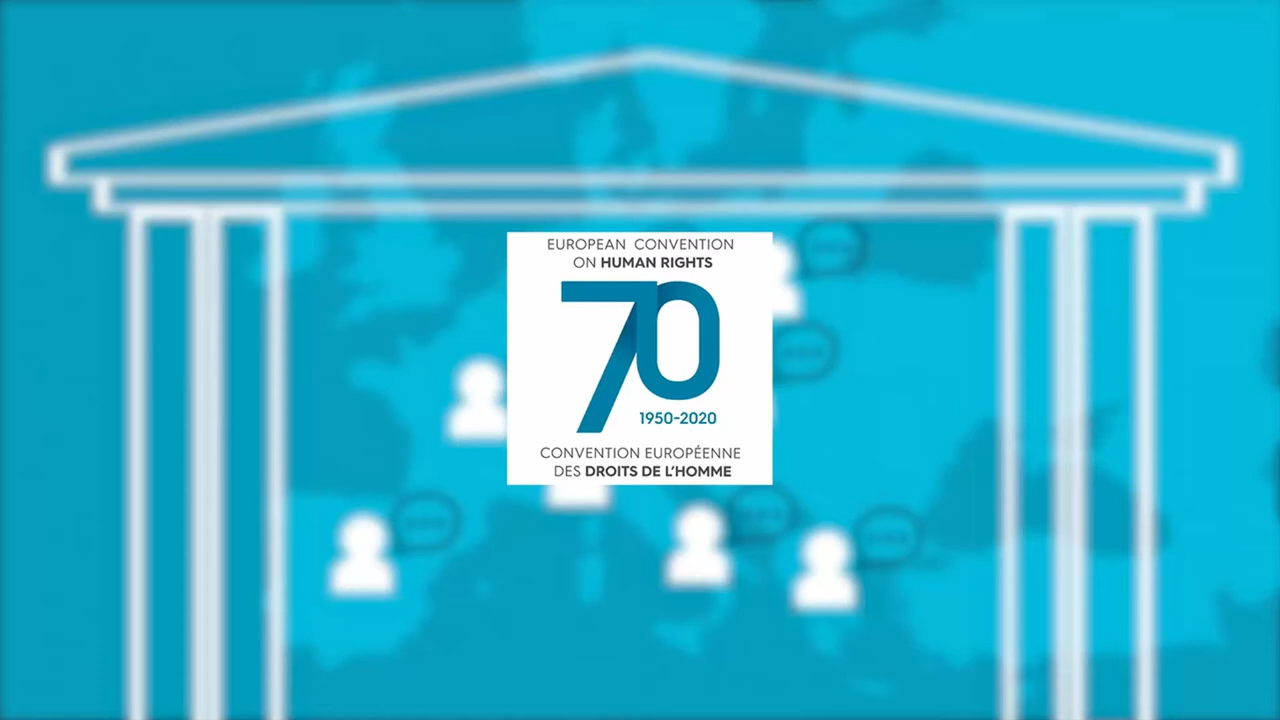 EUROPEAN CONVENTION
ON HUMAN RIGHTS
70
1950-2020
CONVENTION EUROPÉENNE
DES DROITS DE L'HOMME